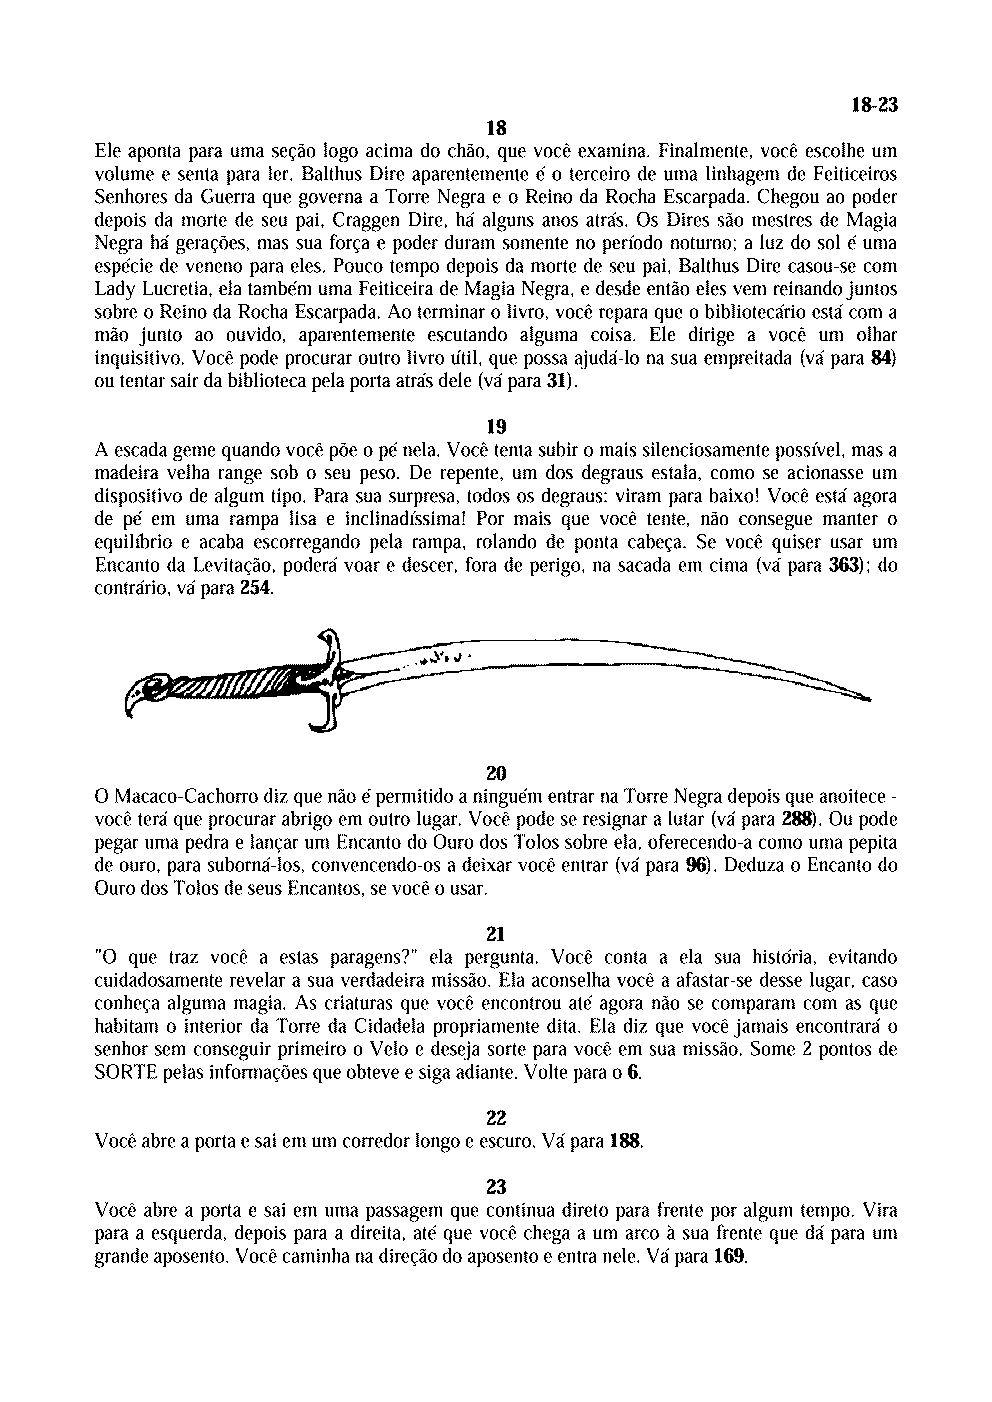 18-23
18
Ele aponta para uma seção logo acima do chão, que você examina. Finalmente, você escolhe um
volume e senta para ler. Balthus Dire aparentemente é o terceiro de uma linhagem de Feiticeiros
Senhores da Guerra que governa a Torre Negra e o Reino da Rocha Escarpada. Chegou ao poder
depois da morte de seu pai, Craggen Dire, há alguns anos atrás. Os Dires são mestres de Magia
Negra há gerações, mas sua força e poder duram somente no período noturno; a luz do sol é uma
espécie de veneno para eles. Pouco tempo depois da morte de seu pai, Balthus Dire casou-se com
Lady Lucretia, ela também uma Feiticeira de Magia Negra, e desde então eles vem reinando juntos
sobre o Reino da Rocha Escarpada. Ao terminar o livro, você repara que o bibliotecário está com a
mão junto ao ouvido, aparentemente escutando alguma coisa. Ele dirige a você um olhar
inquisitivo. Você pode procurar outro livro útil, que possa ajudá-lo na sua empreitada (vá para 84)
ou tentar sair da biblioteca pela porta atrás dele (vá para 31).
19
A escada geme quando você põe o pé nela. Você tenta subir o mais silenciosamente possível, mas a
madeira velha range sob o seu peso. De repente, um dos degraus estala, como se acionasse um
dispositivo de algum tipo. Para sua surpresa, todos os degraus: viram para baixo! Você está agora
de pé em uma rampa lisa e inclinadíssima! Por mais que você tente, não consegue manter o
equilíbrio e acaba escorregando pela rampa, rolando de ponta cabeça. Se você quiser usar um
Encanto da Levitação, poderá voar e descer, fora de perigo, na sacada em cima (vá para 363); do
contrário, vá para 254.
20
O Macaco-Cachorro diz que não é permitido a ninguém entrar na Torre Negra depois que anoitece -
você terá que procurar abrigo em outro lugar. Você pode se resignar a lutar (vá para 288). Ou pode
pegar uma pedra e lançar um Encanto do Ouro dos Tolos sobre ela, oferecendo-a como uma pepita
de ouro, para suborná-los, convencendo-os a deixar você entrar (vá para 96). Deduza o Encanto do
Ouro dos Tolos de seus Encantos, se você o usar.
21
"O que traz você a estas paragens?" ela pergunta. Você conta a ela sua história, evitando
cuidadosamente revelar a sua verdadeira missão. Ela aconselha você a afastar-se desse lugar, caso
conheça alguma magia. As criaturas que você encontrou até agora não se comparam com as que
habitam o interior da Torre da Cidadela propriamente dita. Ela diz que você jamais encontrará o
senhor sem conseguir primeiro o Velo e deseja sorte para você em sua missão. Some 2 pontos de
SORTE pelas informações que obteve e siga adiante. Volte para o 6.
22
Você abre a porta e sai em um corredor longo e escuro. Vá para 188.
23
Você abre a porta e sai em uma passagem que continua direto para frente por algum tempo. Vira
para a esquerda, depois para a direita, até que você chega a um arco à sua frente que dá para um
grande aposento. Você caminha na direção do aposento e entra nele. Vá para 169.